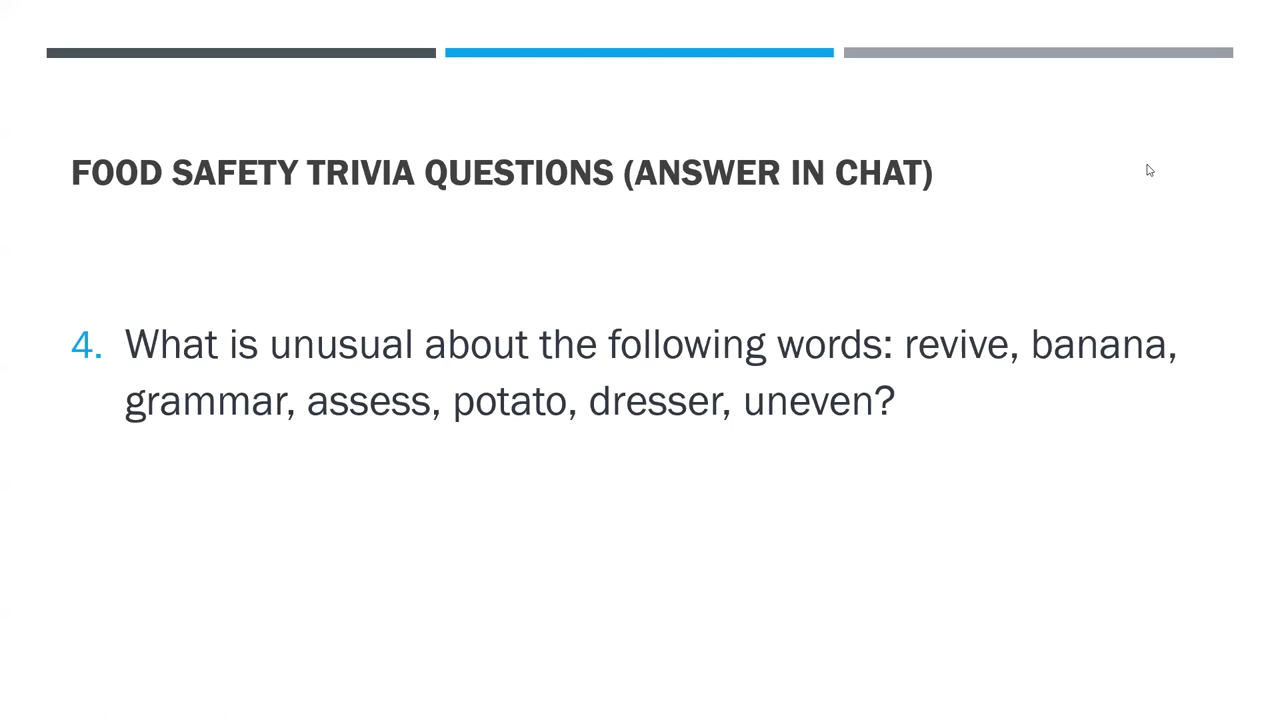 FOOD SAFETY TRIVIA QUESTIONS (ANSWER IN CHAT)
4. What is unusual about the following words: revive, banana,
grammar, assess, potato, dresser, uneven?